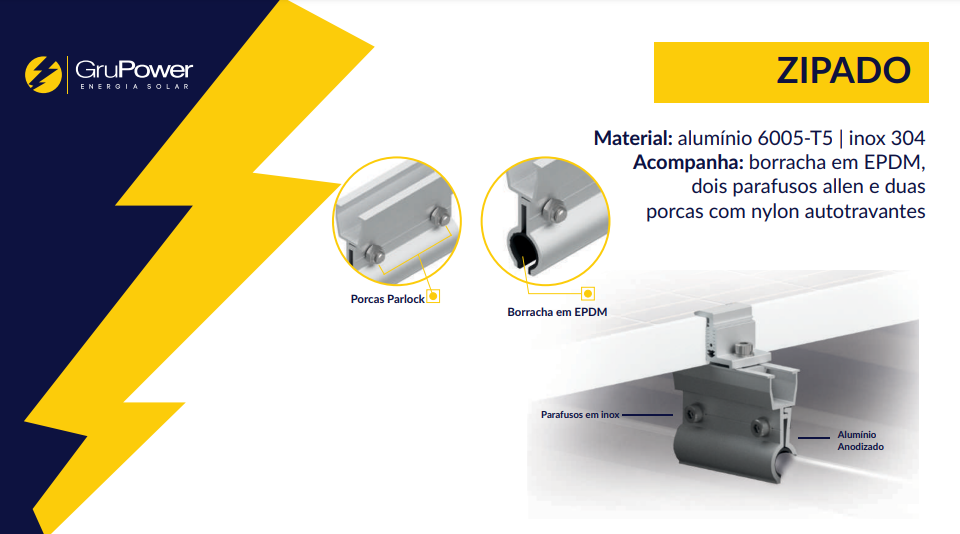 GruPower
ENERGIA SOLAR
ZIPADO
Material: alumínio 6005-T5 | inox 304
Acompanha: borracha em EPDM,
dois parafusos allen e duas
porcas com nylon autotravantes
Porcas Parlock
Borracha em EPDM
Parafusos em inox
Alumínio
Anodizado